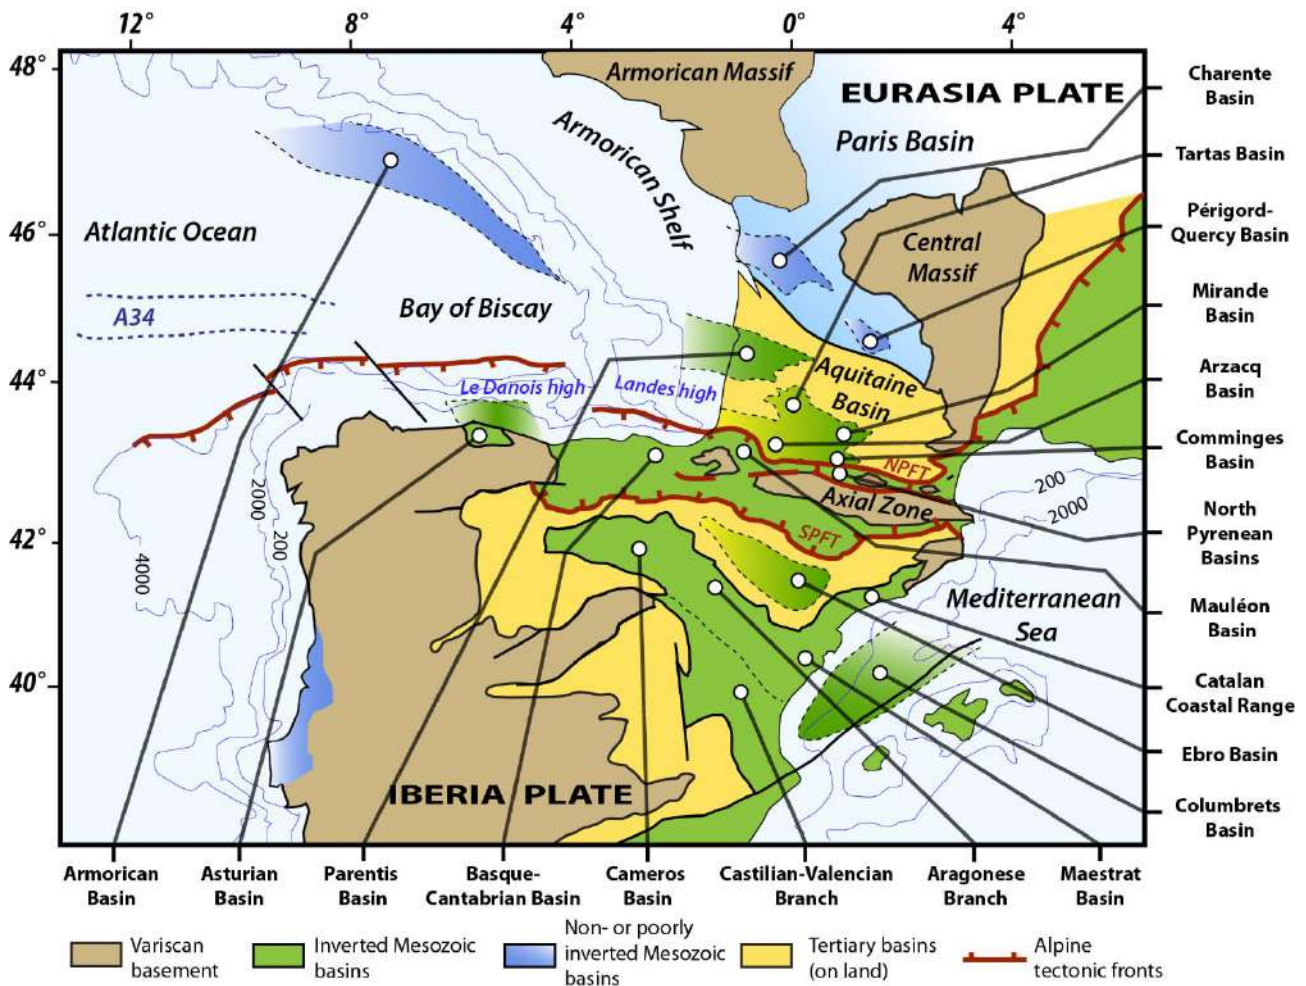 12° 8° 4° 0° 4°
48°
46°
44°
42°
40°
Armorican Massif
EURASIA PLATE
Paris Basin
Armorican Shelf
Atlantic Ocean
Central
Massif
Bay of Biscay
A34
Le Danois high
Landes high
Aquitaine
Basin
NPFT
Axial Zone
SPFT
200
2000
2000
200
4000
Mediterranean
Sea
IBERIA PLATE
Charente
Basin
Tartas Basin
Périgord-
Quercy Basin
Mirande
Basin
Arzacq
Basin
Comminges
Basin
North
Pyrenean
Basins
Mauléon
Basin
Catalan
Coastal Range
Ebro Basin
Columbrets
Basin
Armorican
Basin
Asturian
Basin
Parentis
Basin
Basque-
Cantabrian Basin
Cameros
Basin
Castilian-Valencian
Branch
Aragonese
Branch
Maestrat
Basin
Variscan
basement
Inverted Mesozoic
basins
Non- or poorly
inverted Mesozoic
basins
Tertiary basins
(on land)
Alpine
tectonic fronts